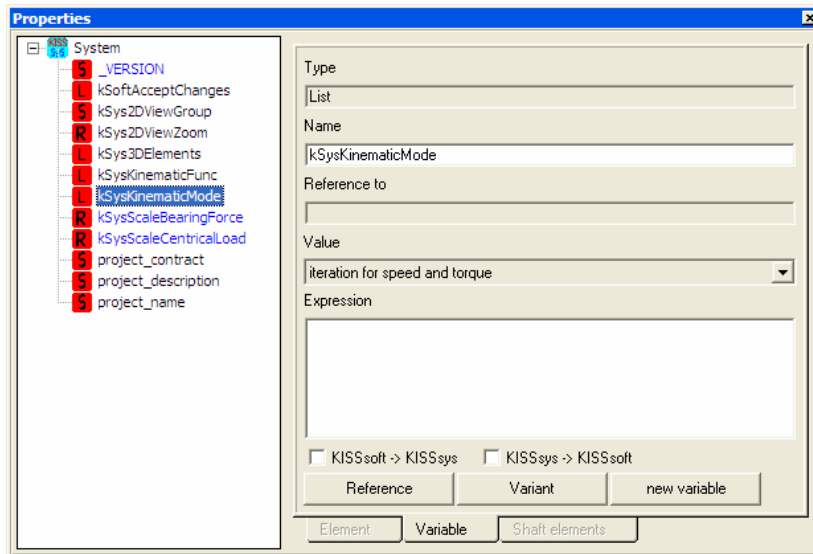 Properties
System
_VERSION
kSoftAcceptChanges
kSys2DViewGroup
kSys2DViewZoom
kSys3DElements
kSysKinematicFunc
kSysKinematicMode
kSysScaleBearingForce
kSysScaleCentricalLoad
project_contract
project_description
project_name
Type
List
Name
kSysKinematicMode
Reference to
Value
iteration for speed and torque
Expression
KISSsoft -> KISSsys
KISSsys -> KISSsoft
Reference
Variant
new variable
Element
Variable
Shaft elements